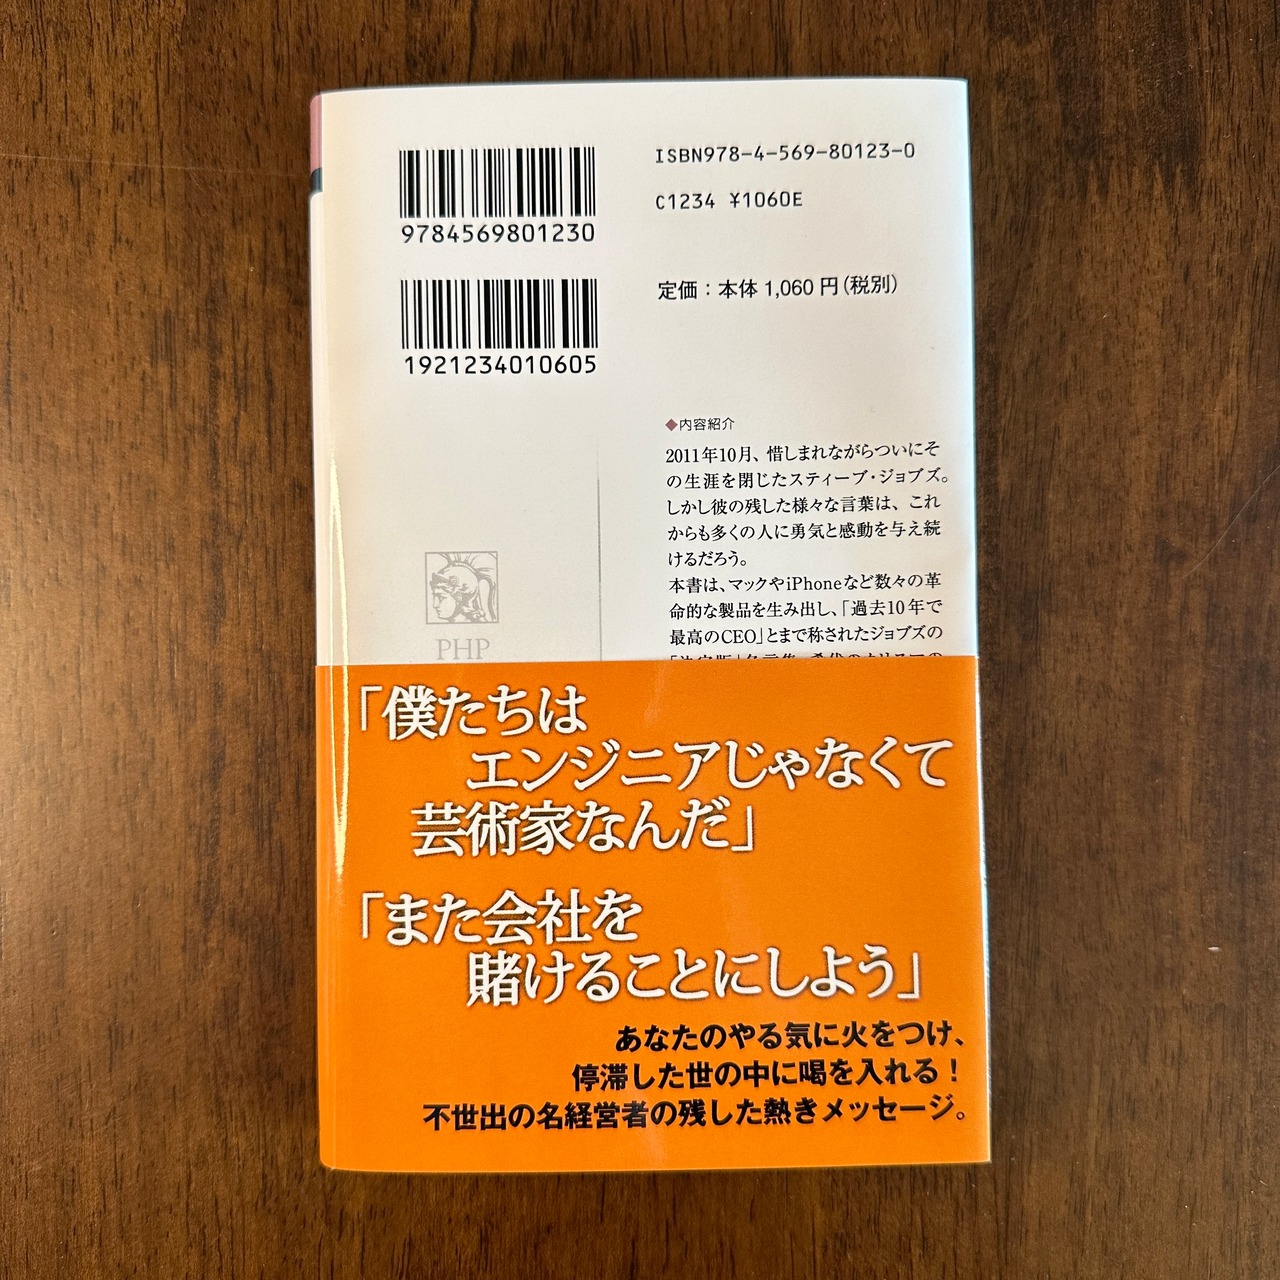 9784569801230
1921234010605
ISBN978-4-569-80123-0
C1234 ¥1060E
定価：本体1,060円（税別）
◆内容紹介
2011年10月、惜しまれながらついにそ
の生涯を閉じたスティーブ・ジョブズ。
しかし彼の残した様々な言葉は、これ
からも多くの人に勇気と感動を与え続
けるだろう。
本書は、マックやiPhoneなど数々の革
命的な製品を生み出し、「過去10年で
最高のCEO」とまで称されたジョブズの
PHP
「僕たちは
エンジニアじゃなくて
芸術家なんだ」
「また会社を
賭けることにしよう」
あなたのやる気に火をつけ、
停滞した世の中に喝を入れる！
不世出の名経営者の残した熱きメッセージ。